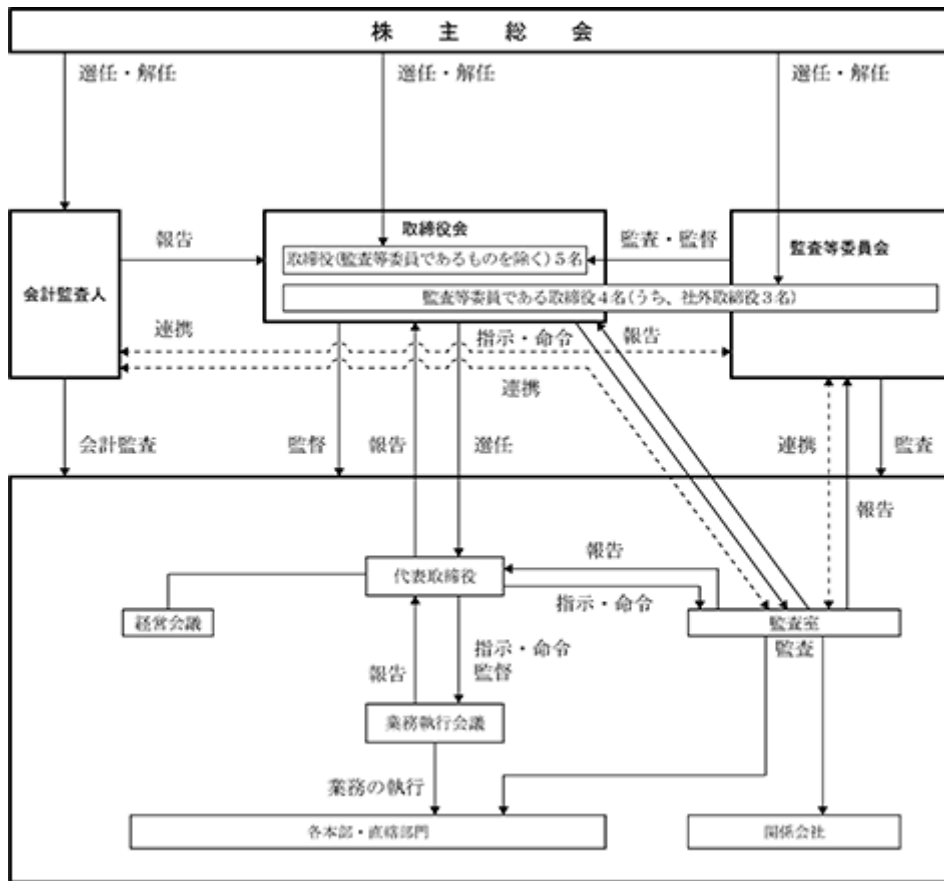 株主総会
選任・解任
選任・解任
選任・解任
取締役会
監査等委員会
会計監査人
報告
監査・監督
取締役(監査等委員であるものを除く)5名
監査等委員である取締役4名(うち、社外取締役3名)
連携
指示・命令
報告
連携
会計監査
監督
報告
選任
連携
監査
報告
報告
代表取締役
指示・命令
経営会議
監査室
指示・命令
監督
報告
監査
業務執行会議
業務の執行
各本部・直轄部門
関係会社